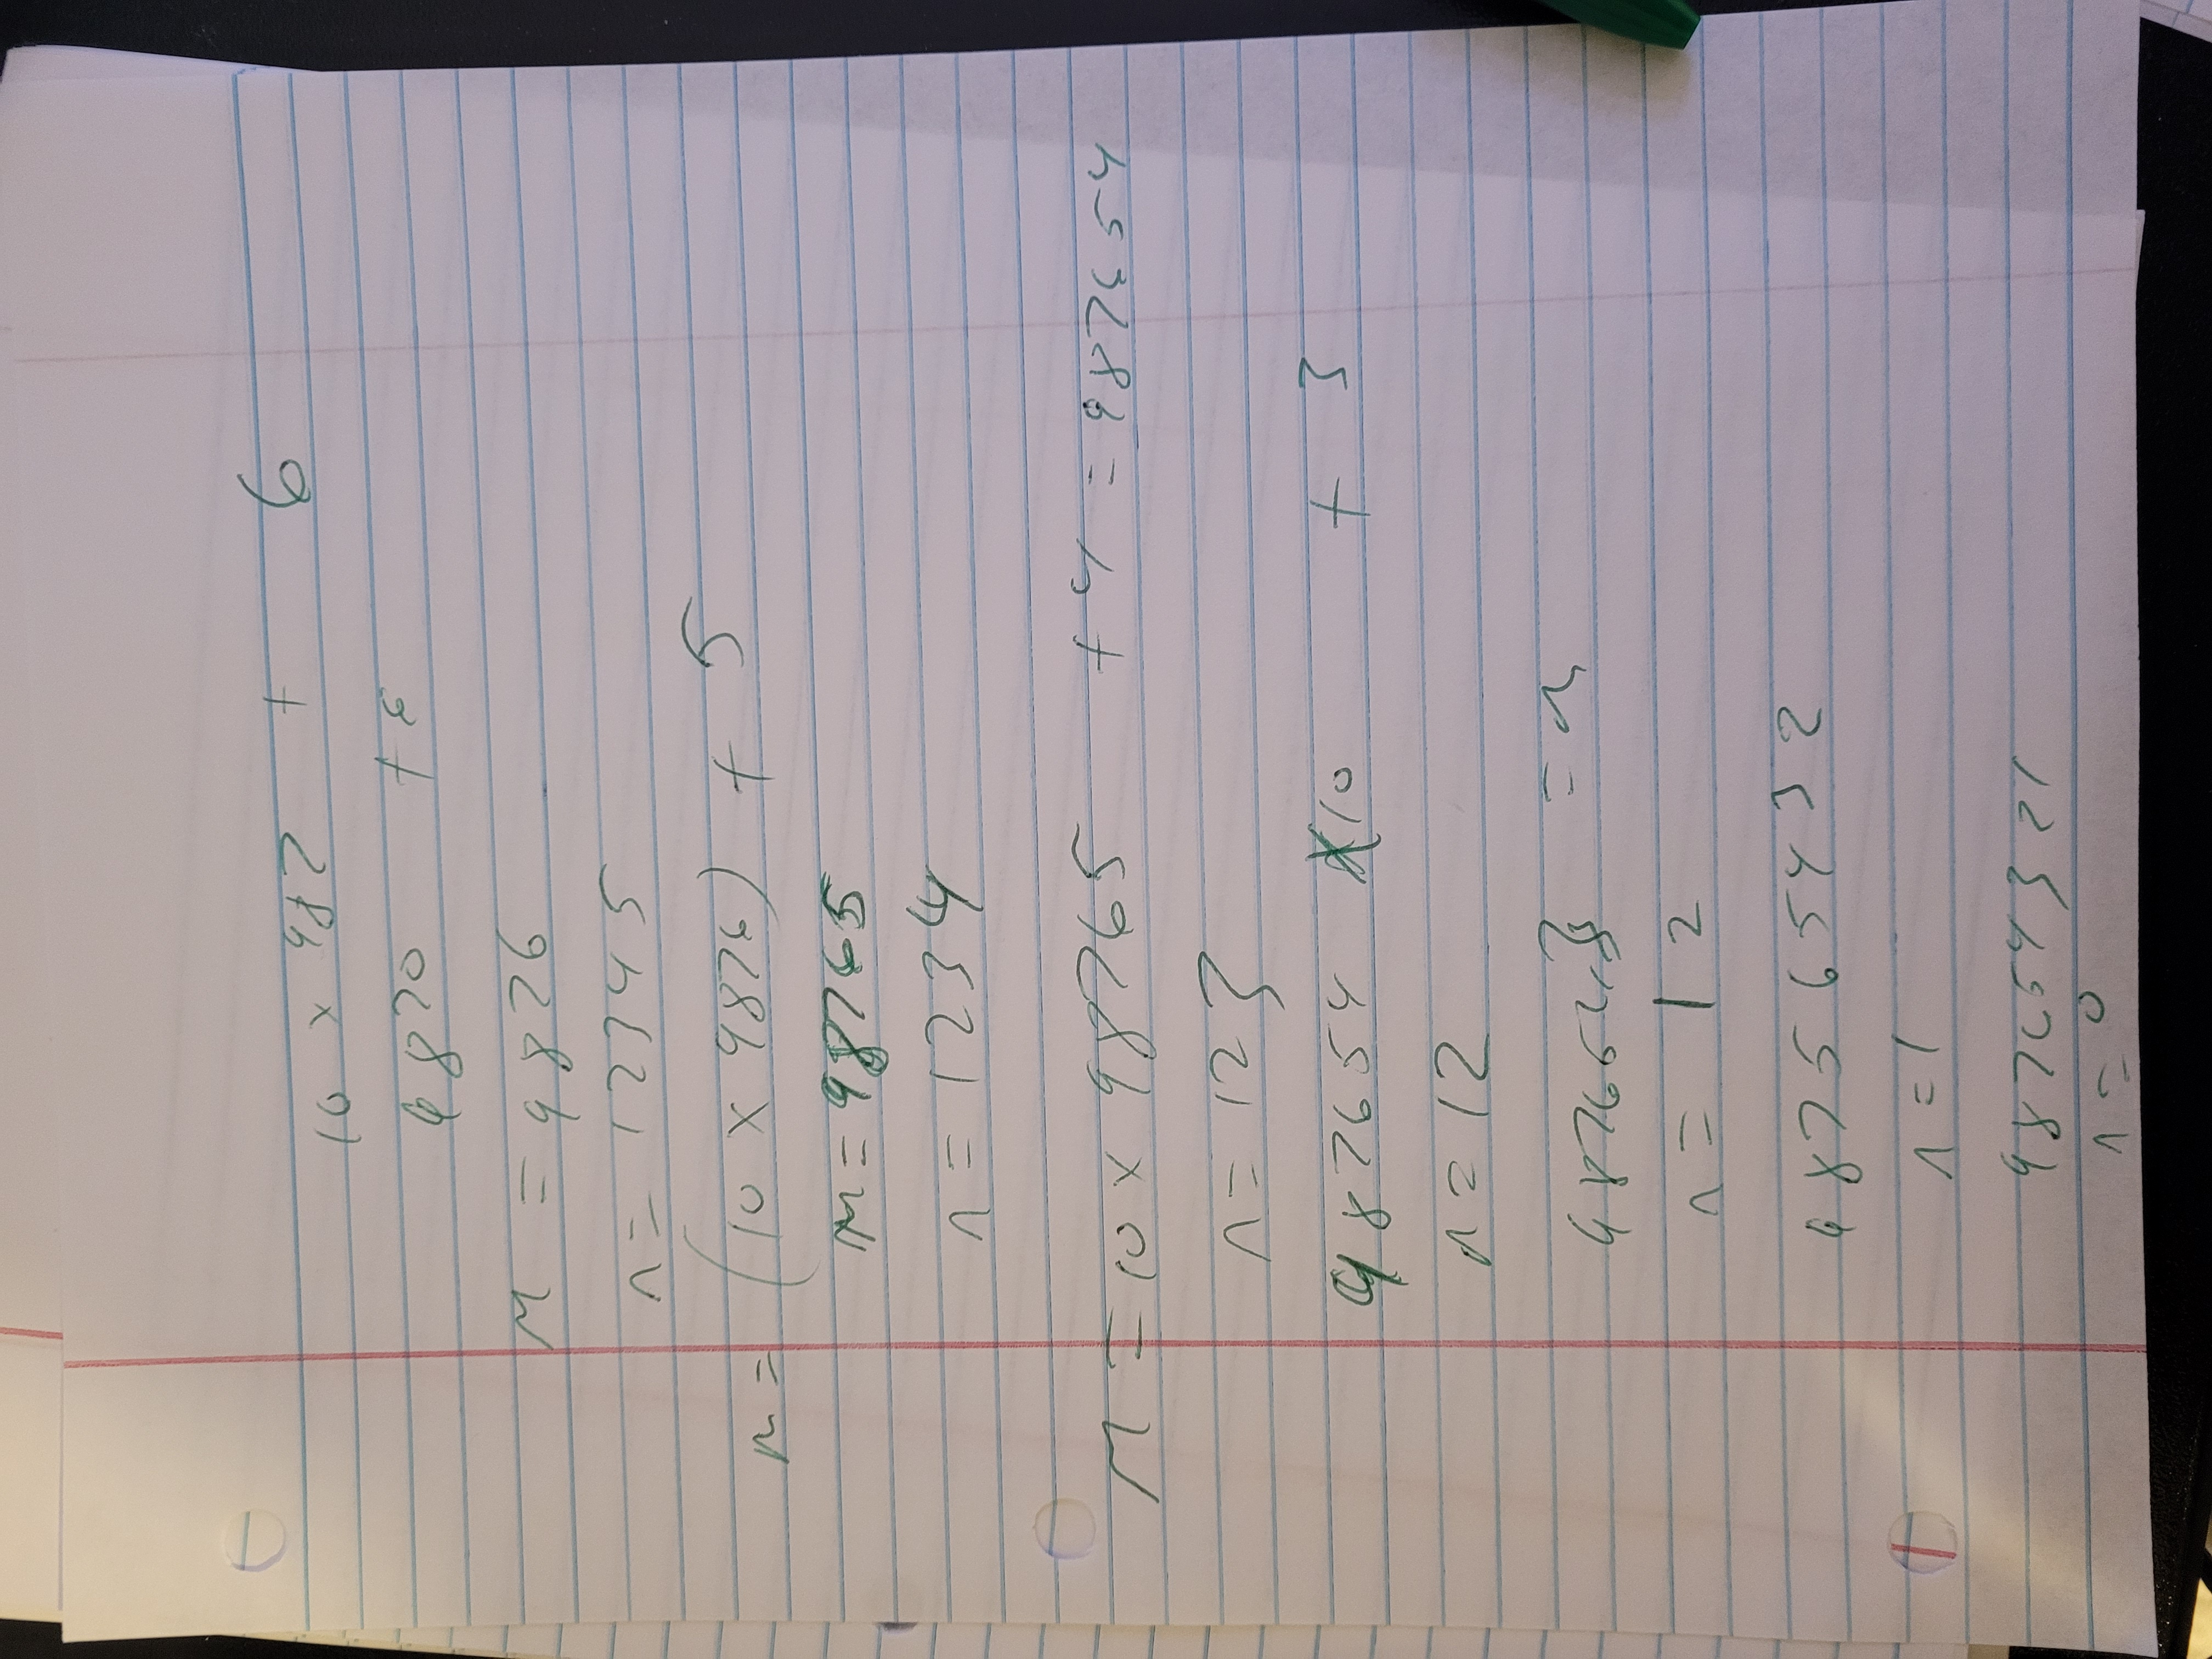 10 x 987 + 6
9870 + 6
m = 9876
n = 12345
m = (10 x 9876) + 5
m = 98765
n = 1234
m = 10 x 98765 + 4 = 987654
n = 123
987654 x 10 + 3
n = 12
9876543 = m
n = 12
987565432
n = 1
987654321
n = 0